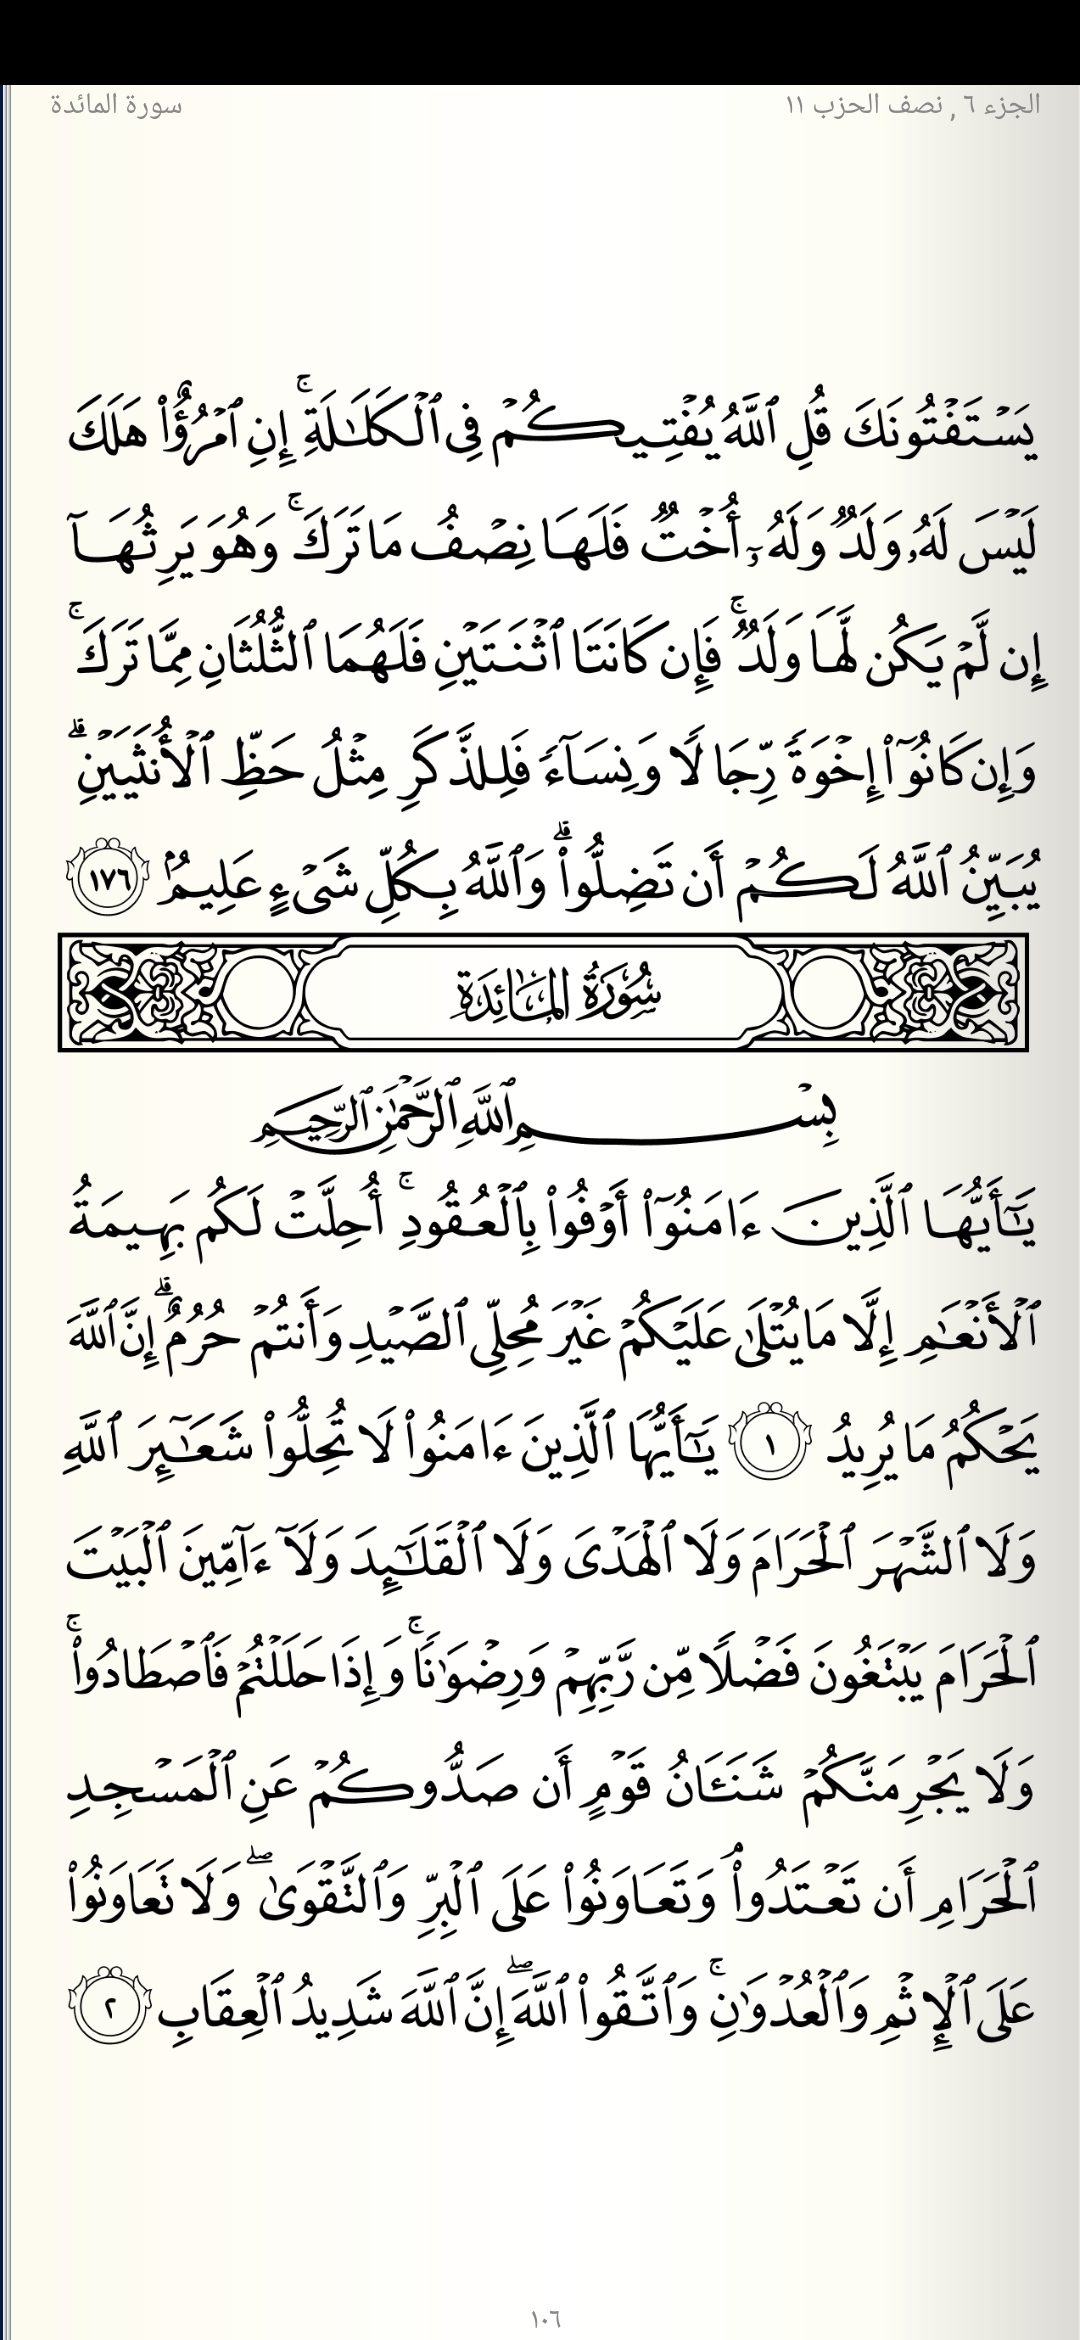 الجزء ٦ , نصف الحزب ١١
سورة المائدة
يَسۡتَفۡتُونَكَ قُلِ ٱللَّهُ يُفۡتِيكُمۡ فِي ٱلۡكَلَٰلَةِۚ إِنِ ٱمۡرُؤٌاْ هَلَكَ
لَيۡسَ لَهُۥ وَلَدٞ وَلَهُۥٓ أُخۡتٞ فَلَهَا نِصۡفُ مَا تَرَكَۚ وَهُوَ يَرِثُهَآ
إِن لَّمۡ يَكُن لَّهَا وَلَدٞۚ فَإِن كَانَتَا ٱثۡنَتَيۡنِ فَلَهُمَا ٱلثُّلُثَانِ مِمَّا تَرَكَۚ
وَإِن كَانُوٓاْ إِخۡوَةٗ رِّجَالٗا وَنِسَآءٗ فَلِلذَّكَرِ مِثۡلُ حَظِّ ٱلۡأُنثَيَيۡنِۗ
يُبَيِّنُ ٱللَّهُ لَكُمۡ أَن تَضِلُّواْۗ وَٱللَّهُ بِكُلِّ شَيۡءٍ عَلِيمُۢ ١٧٦
سُورَةُ المَائِدَةِ
بِسۡمِ ٱللَّهِ ٱلرَّحۡمَٰنِ ٱلرَّحِيمِ
يَٰٓأَيُّهَا ٱلَّذِينَ ءَامَنُوٓاْ أَوۡفُواْ بِٱلۡعُقُودِۚ أُحِلَّتۡ لَكُم بَهِيمَةُ
ٱلۡأَنۡعَٰمِ إِلَّا مَا يُتۡلَىٰ عَلَيۡكُمۡ غَيۡرَ مُحِلِّي ٱلصَّيۡدِ وَأَنتُمۡ حُرُمٌۗ إِنَّ ٱللَّهَ
يَحۡكُمُ مَا يُرِيدُ ١ يَٰٓأَيُّهَا ٱلَّذِينَ ءَامَنُواْ لَا تُحِلُّواْ شَعَٰٓئِرَ ٱللَّهِ
وَلَا ٱلشَّهۡرَ ٱلۡحَرَامَ وَلَا ٱلۡهَدۡيَ وَلَا ٱلۡقَلَٰٓئِدَ وَلَآ ءَآمِّينَ ٱلۡبَيۡتَ
ٱلۡحَرَامَ يَبۡتَغُونَ فَضۡلٗا مِّن رَّبِّهِمۡ وَرِضۡوَٰنٗاۚ وَإِذَا حَلَلۡتُمۡ فَٱصۡطَادُواْۚ
وَلَا يَجۡرِمَنَّكُمۡ شَنَـَٔانُ قَوۡمٍ أَن صَدُّوكُمۡ عَنِ ٱلۡمَسۡجِدِ
ٱلۡحَرَامِ أَن تَعۡتَدُواْۘ وَتَعَاوَنُواْ عَلَى ٱلۡبِرِّ وَٱلتَّقۡوَىٰۖ وَلَا تَعَاوَنُواْ
عَلَى ٱلۡإِثۡمِ وَٱلۡعُدۡوَٰنِۚ وَٱتَّقُواْ ٱللَّهَۖ إِنَّ ٱللَّهَ شَدِيدُ ٱلۡعِقَابِ ٢
١٠٦